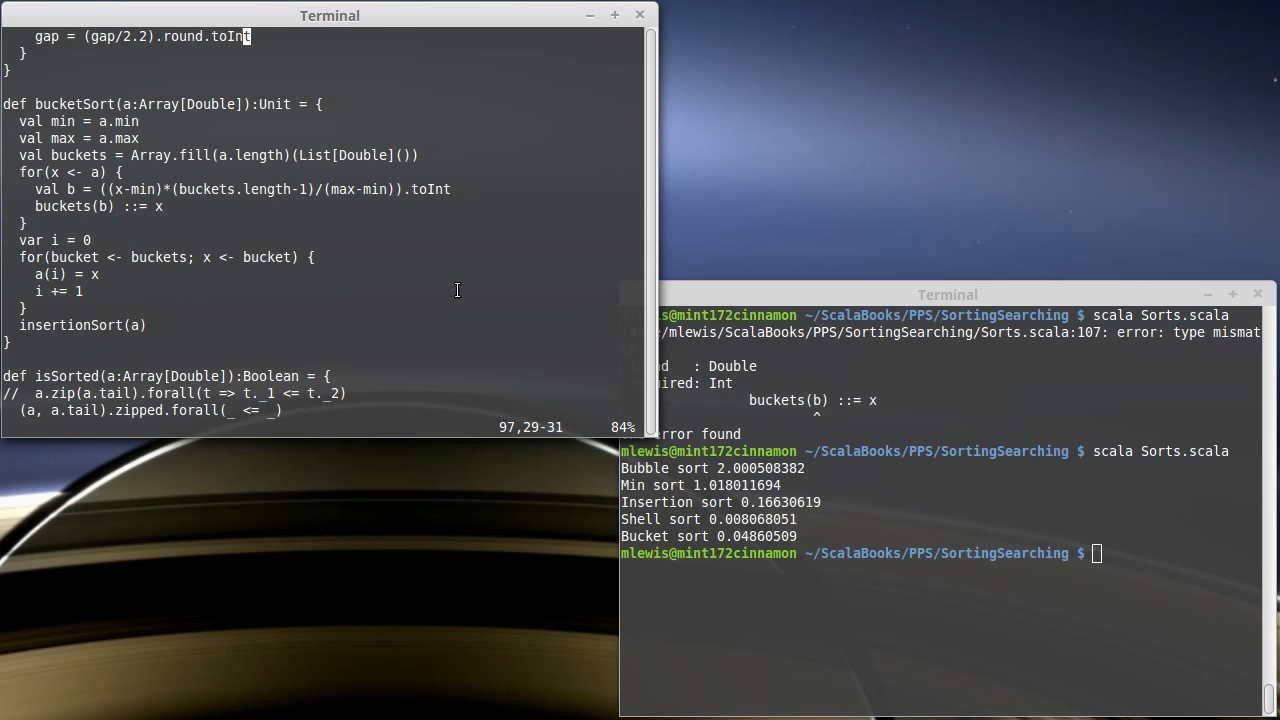 Terminal
    gap = (gap/2.2).round.toInt
  }
}
def bucketSort(a:Array[Double]):Unit = {
  val min = a.min
  val max = a.max
  val buckets = Array.fill(a.length)(List[Double]())
  for(x <- a) {
    val b = ((x-min)*(buckets.length-1)/(max-min)).toInt
    buckets(b) ::= x
  }
  var i = 0
  for(bucket <- buckets; x <- bucket) {
    a(i) = x
    i += 1
  }
  insertionSort(a)
}
def isSorted(a:Array[Double]):Boolean = {
//  a.zip(a.tail).forall(t => t._1 <= t._2)
  (a, a.tail).zipped.forall(_ <= _)
97,29-31      84%
Terminal
is@mint172cinnamon ~/ScalaBooks/PPS/SortingSearching $ scala Sorts.scala
/mlewis/ScalaBooks/PPS/SortingSearching/Sorts.scala:107: error: type mismat
: Double
required: Int
buckets(b) ::= x
^
error found
mlewis@mint172cinnamon ~/ScalaBooks/PPS/SortingSearching $ scala Sorts.scala
Bubble sort 2.000508382
Min sort 1.018011694
Insertion sort 0.16630619
Shell sort 0.008068051
Bucket sort 0.04860509
mlewis@mint172cinnamon ~/ScalaBooks/PPS/SortingSearching $